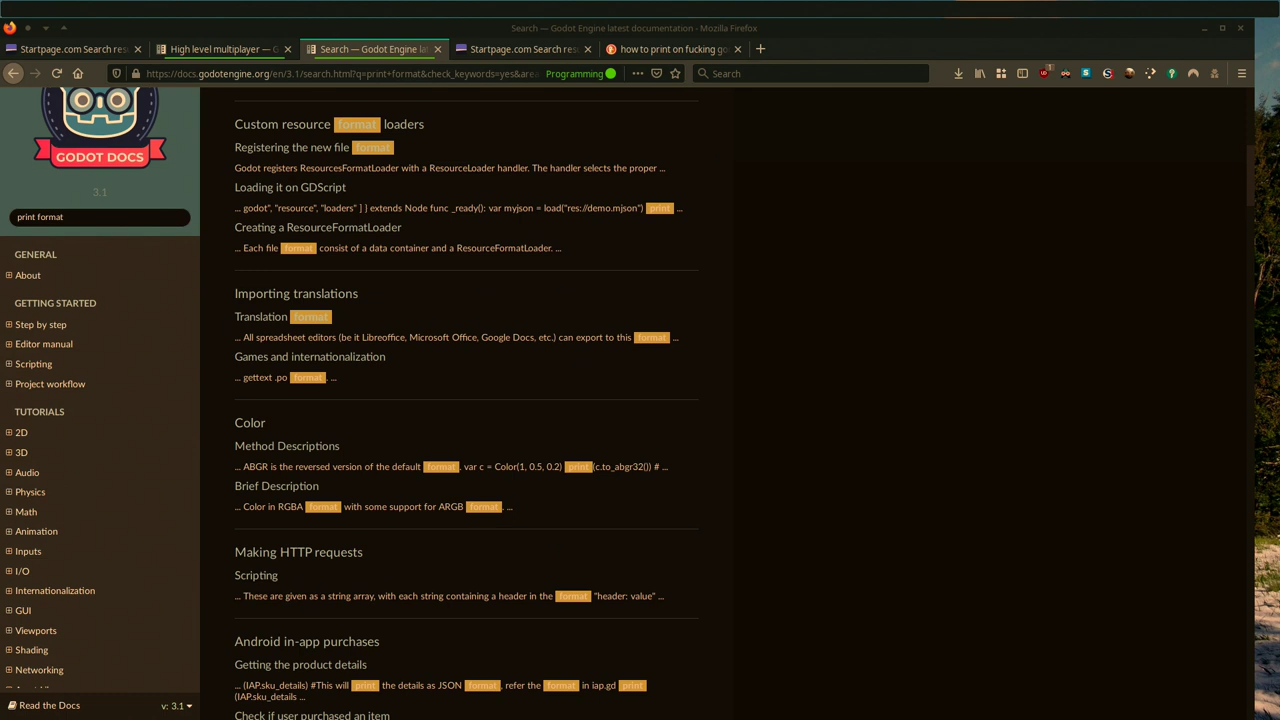 Search — Godot Engine latest documentation - Mozilla Firefox
Startpage.com Search res
High level multiplayer — G
Search — Godot Engine lat
Startpage.com Search res
how to print on fucking go
https://docs.godotengine.org/en/3.1/search.html?q=print+format&check_keywords=yes&area
Programming
Search
GODOT DOCS
3.1
print format
GENERAL
About
GETTING STARTED
Step by step
Editor manual
Scripting
Project workflow
TUTORIALS
2D
3D
Audio
Physics
Math
Animation
Inputs
I/O
Internationalization
GUI
Viewports
Shading
Networking
Read the Docs
v: 3.1
Custom resource format loaders
Registering the new file format
Godot registers ResourcesFormatLoader with a ResourceLoader handler. The handler selects the proper ...
Loading it on GDScript
... godot", "resource", "loaders" ] } extends Node func _ready(): var myjson = load("res://demo.mjson") print ...
Creating a ResourceFormatLoader
... Each file format consist of a data container and a ResourceFormatLoader. ...
Importing translations
Translation format
... All spreadsheet editors (be it Libreoffice, Microsoft Office, Google Docs, etc.) can export to this format ...
Games and internationalization
... gettext .po format. ...
Color
Method Descriptions
... ABGR is the reversed version of the default format. var c = Color(1, 0.5, 0.2) print(c.to_abgr32()) # ...
Brief Description
... Color in RGBA format with some support for ARGB format. ...
Making HTTP requests
Scripting
... These are given as a string array, with each string containing a header in the format "header: value" ...
Android in-app purchases
Getting the product details
... (IAP.sku_details) #This will print the details as JSON format, refer the format in iap.gd print
(IAP.sku_details ...
Check if user purchased an item